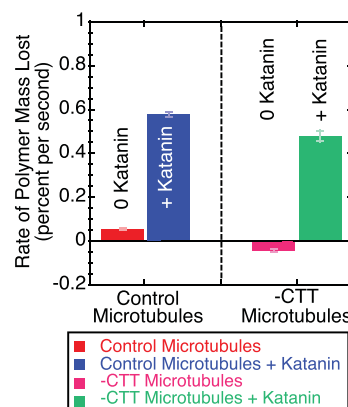 Rate of Polymer Mass Lost
(percent per second)
1
0.8
0.6
0.4
0.2
0
-0.2
0 Katanin
+ Katanin
0 Katanin
+ Katanin
Control
Microtubules
-CTT
Microtubules
Control Microtubules
Control Microtubules + Katanin
-CTT Microtubules
-CTT Microtubules + Katanin